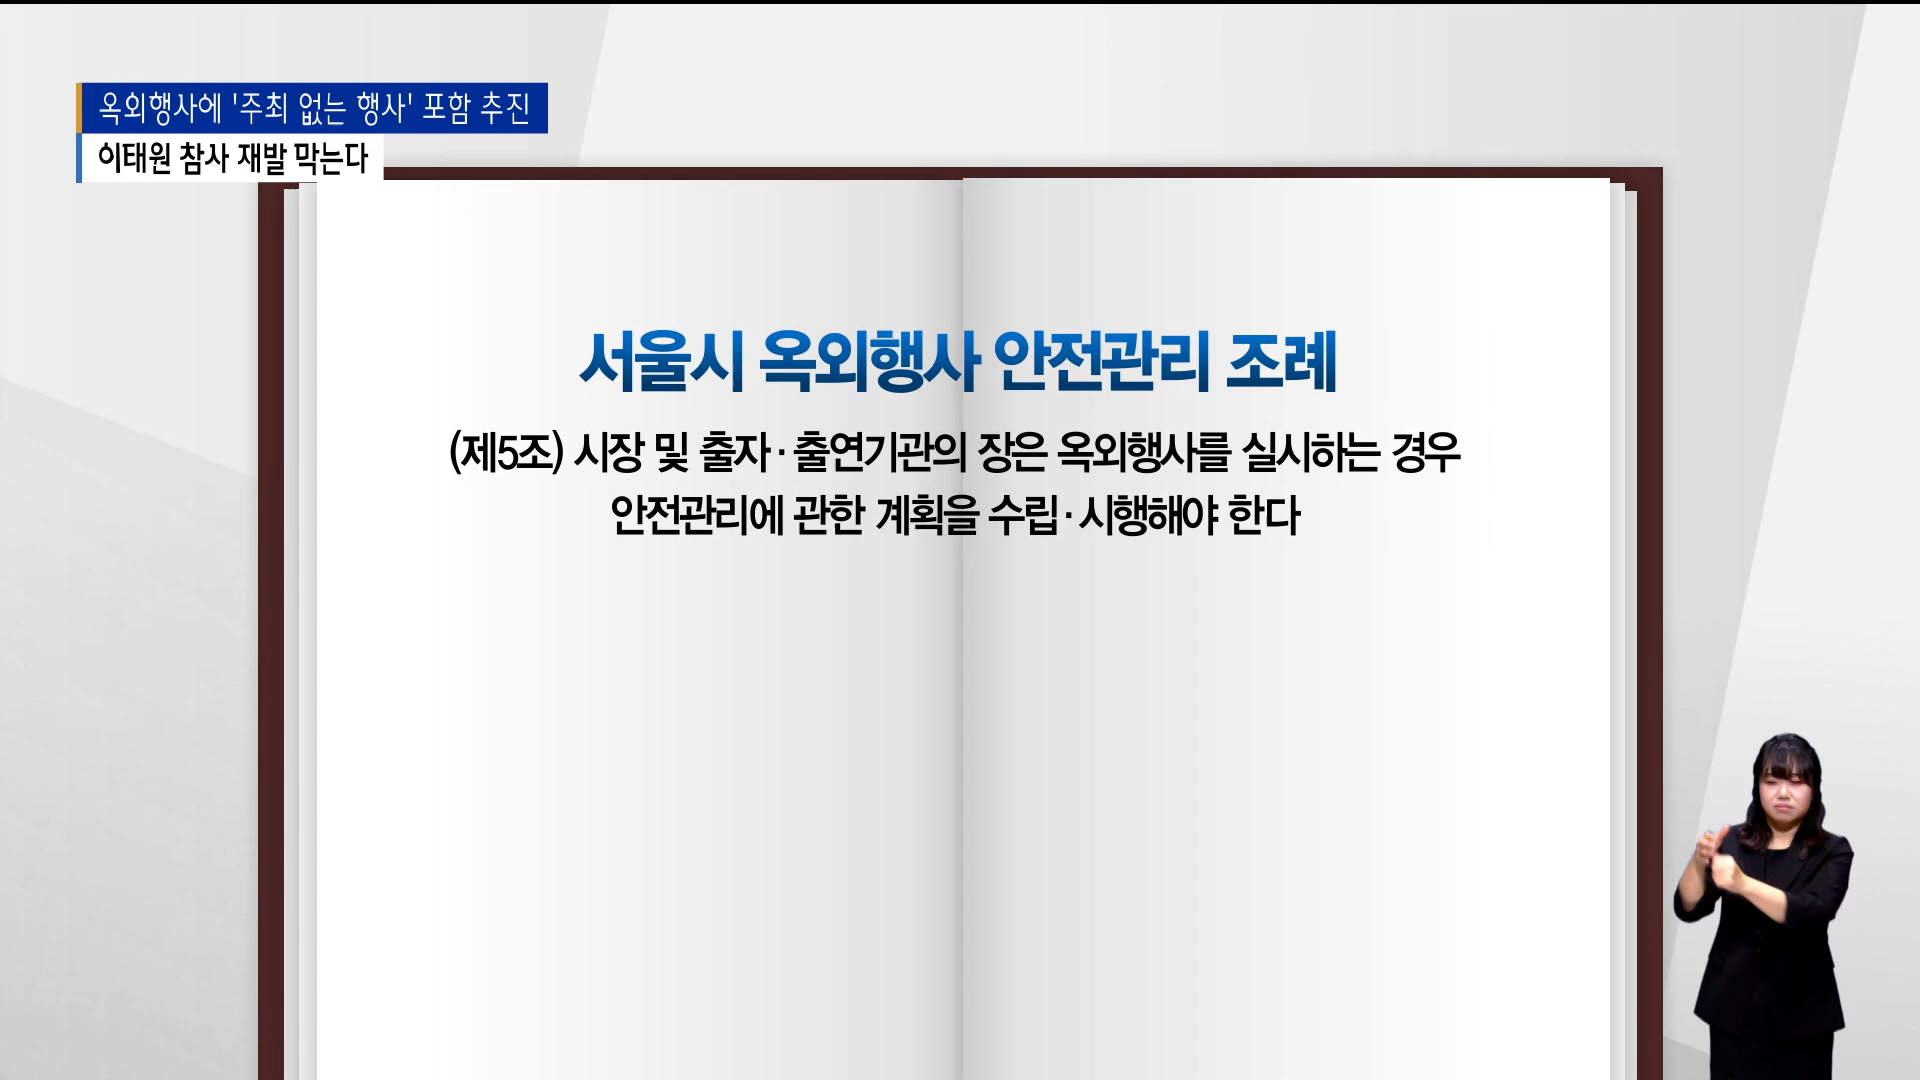 옥외행사에 '주최 없는 행사' 포함 추진
이태원 참사 재발 막는다
서울시 옥외행사 안전관리 조례
(제5조) 시장 및 출자·출연기관의 장은 옥외행사를 실시하는 경우
안전관리에 관한 계획을 수립·시행해야 한다